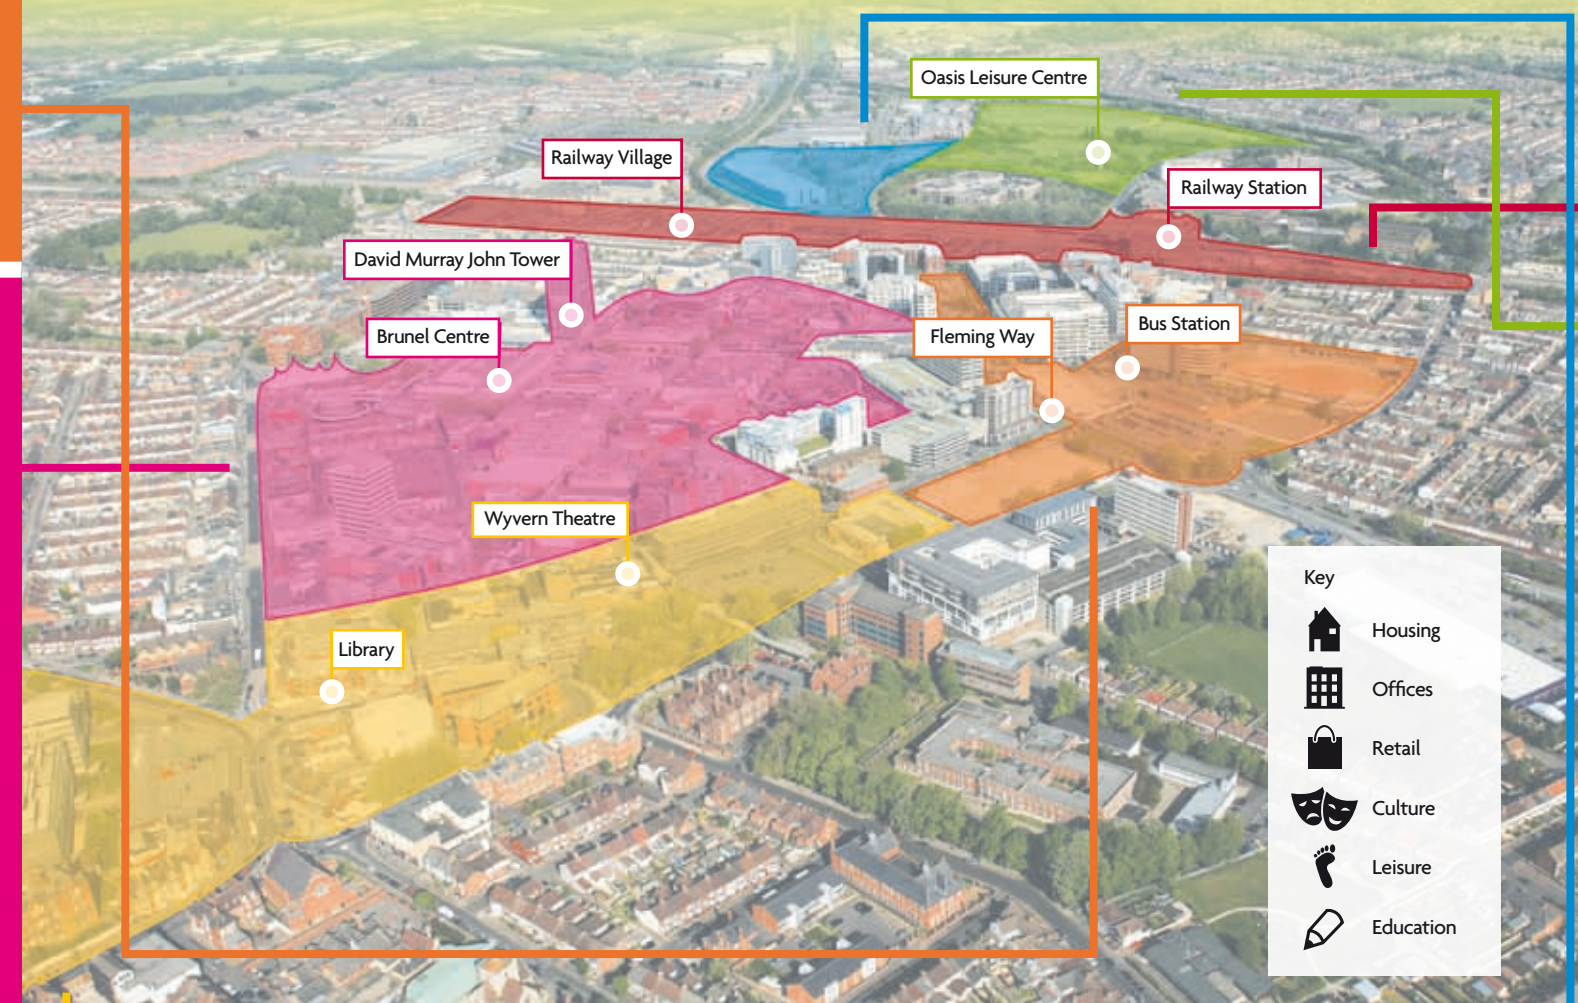 Oasis Leisure Centre
Railway Village
Railway Station
David Murray John Tower
Brunel Centre
Fleming Way
Bus Station
Wyvern Theatre
Library
Key
Housing
Offices
Retail
Culture
Leisure
Education